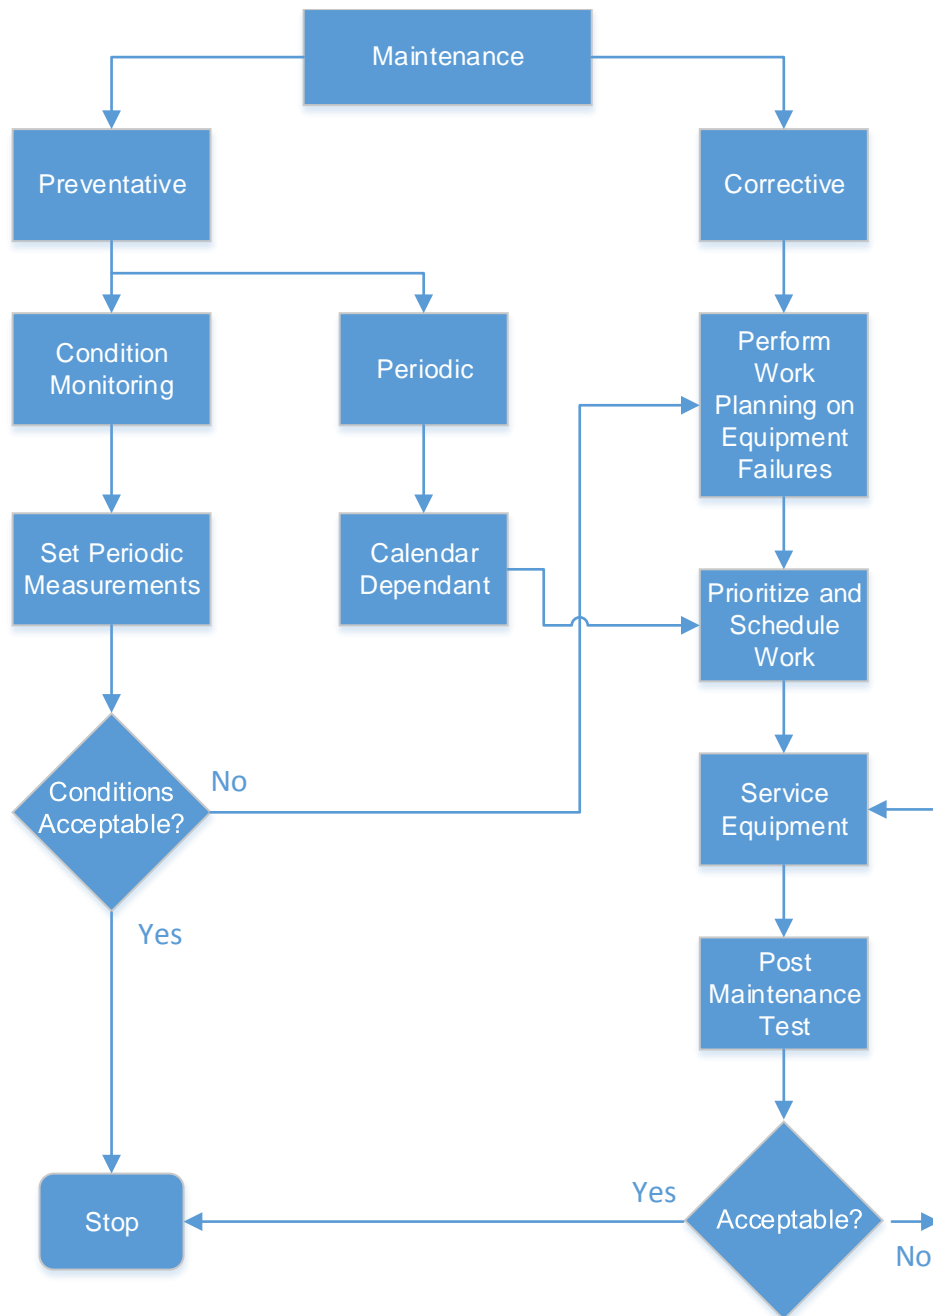 Maintenance
Preventative
Corrective
Condition
Monitoring
Periodic
Perform
Work
Planning on
Equipment
Failures
Set Periodic
Measurements
Calendar
Dependant
Prioritize and
Schedule
Work
Conditions
Acceptable?
No
Service
Equipment
Yes
Post
Maintenance
Test
Stop
Yes
Acceptable?
No